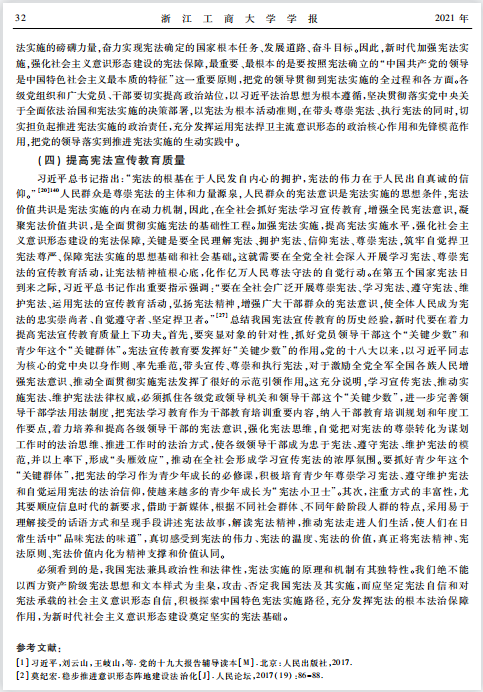 32
浙江工商大学学报
2021 年
法实施的磅礴力量,奋力实现宪法确定的国家根本任务、发展道路、奋斗目标。因此,新时代加强宪法实
施,强化社会主义意识形态建设的宪法保障,最重要、最根本的是要按照宪法确立的“中国共产党的领导
是中国特色社会主义最本质的特征”这一重要原则,把党的领导贯彻到宪法实施的全过程和各方面。各
级党组织和广大党员、干部要切实提高政治站位,以习近平法治思想为根本遵循,坚决贯彻落实党中央关
于全面依法治国和宪法实施的决策部署,以宪法为根本活动准则,在带头尊崇宪法、执行宪法的同时,切
实担负起推进宪法实施的政治责任,充分发挥运用宪法捍卫主流意识形态的政治核心作用和先锋模范作
用,把党的领导落实到推进宪法实施的生动实践中。
(四) 提高宪法宣传教育质量
习近平总书记指出:“宪法的根基在于人民发自内心的拥护,宪法的伟力在于人民出自真诚的信
仰。”[20]140人民群众是尊崇宪法的主体和力量源泉,人民群众的宪法意识是宪法实施的思想条件,宪法
价值共识是宪法实施的内在动力机制,因此,在全社会抓好宪法学习宣传教育,增强全民宪法意识,凝
聚宪法价值共识,是全面贯彻实施宪法的基础性工程。加强宪法实施,提高宪法实施水平,强化社会主
义意识形态建设的宪法保障,关键是要全民理解宪法、拥护宪法、信仰宪法、尊崇宪法,筑牢自觉捍卫
宪法尊严、保障宪法实施的思想基础和社会基础。这就需要在全党全社会深入开展学习宪法、尊崇宪
法的宣传教育活动,让宪法精神植根心底,化作亿万人民尊法守法的自觉行动。在第五个国家宪法日
到来之际,习近平总书记作出重要指示强调:“要在全社会广泛开展尊崇宪法、学习宪法、遵守宪法、维
护宪法、运用宪法的宣传教育活动,弘扬宪法精神,增强广大干部群众的宪法意识,使全体人民成为宪
法的忠实崇尚者、自觉遵守者、坚定捍卫者。”[27]总结我国宪法宣传教育的历史经验,新时代要在着力
提高宪法宣传教育质量上下功夫。首先,要突显对象的针对性,抓好党员领导干部这个“关键少数”和
青少年这个“关键群体”。宪法宣传教育要发挥好“关键少数”的作用。党的十八大以来,以习近平同志
为核心的党中央以身作则、率先垂范,带头宣传、尊崇和执行宪法,对于激励全党全军全国各族人民增
强宪法意识、推动全面贯彻实施宪法发挥了很好的示范引领作用。这充分说明,学习宣传宪法、推动实
施宪法、维护宪法法律权威,必须抓住各级党政领导机关和领导干部这个“关键少数”,进一步完善领
导干部学法用法制度,把宪法学习教育作为干部教育培训重要内容,纳入干部教育培训规划和年度工
作要点,着力培养和提高各级领导干部的宪法意识,强化宪法思维,自觉把对宪法的尊崇转化为谋划
工作时的法治思维、推进工作时的法治方式,使各级领导干部成为忠于宪法、遵守宪法、维护宪法的模
范,并以上率下,形成“头雁效应”,推动在全社会形成学习宣传宪法的浓厚氛围。要抓好青少年这个
“关键群体”,把宪法的学习作为青少年成长的必修课,积极培育青少年尊崇学习宪法、遵守维护宪法
和自觉运用宪法的法治信仰,使越来越多的青少年成长为“宪法小卫士”。其次,注重方式的丰富性,尤
其要顺应信息时代的新要求,借助于新媒体,根据不同社会群体、不同年龄阶段人群的特点,采用易于
理解接受的话语方式和呈现手段讲述宪法故事,解读宪法精神,推动宪法走进人们生活,使人们在日
常生活中“品味宪法的味道”,真切感受到宪法的伟力、宪法的温度、宪法的价值,真正将宪法精神、宪
法原则、宪法价值内化为精神支撑和价值认同。
必须看到的是,我国宪法兼具政治性和法律性,宪法实施的原理和机制有其独特性。我们绝不能
以西方资产阶级宪法思想和文本样式为圭臬,攻击、否定我国宪法及其实施,而应坚定宪法自信和对
宪法承载的社会主义意识形态自信,积极探索中国特色宪法实施路径,充分发挥宪法的根本法治保障
作用,为新时代社会主义意识形态建设奠定坚实的宪法基础。
参考文献:
[1] 习近平,刘云山,王岐山,等. 党的十九大报告辅导读本[M]. 北京:人民出版社,2017.
[2] 莫纪宏. 稳步推进意识形态阵地建设法治化[J]. 人民论坛,2017(19):86-88.